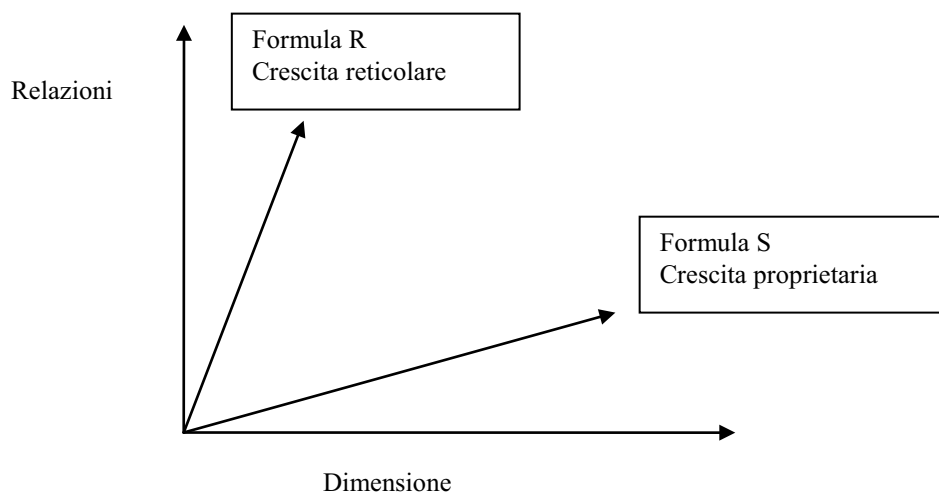 Formula R
Crescita reticolare
Relazioni
Formula S
Crescita proprietaria
Dimensione